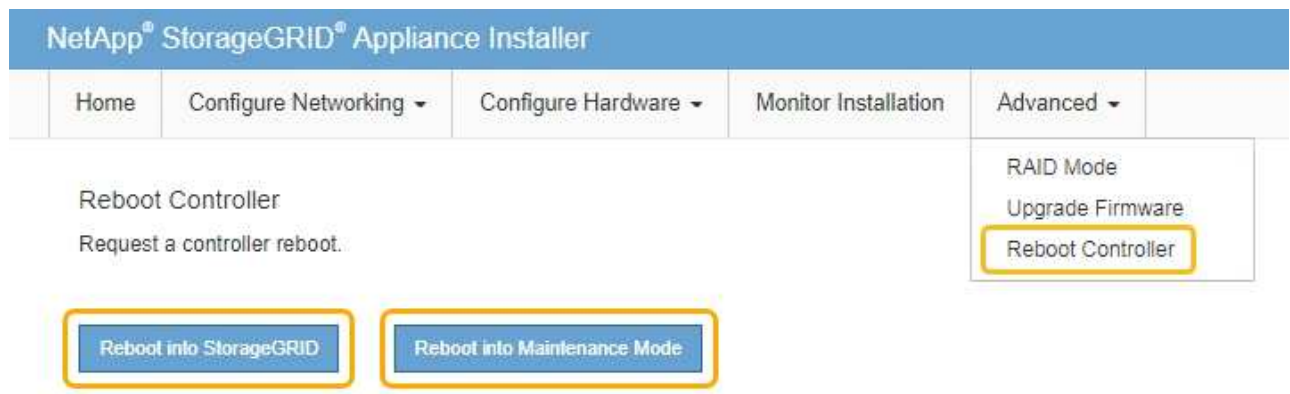 NetApp® StorageGRID® Appliance Installer
Home Configure Networking Configure Hardware Monitor Installation Advanced
RAID Mode
Upgrade Firmware
Reboot Controller
Reboot Controller
Request a controller reboot.
Reboot into StorageGRID Reboot into Maintenance Mode